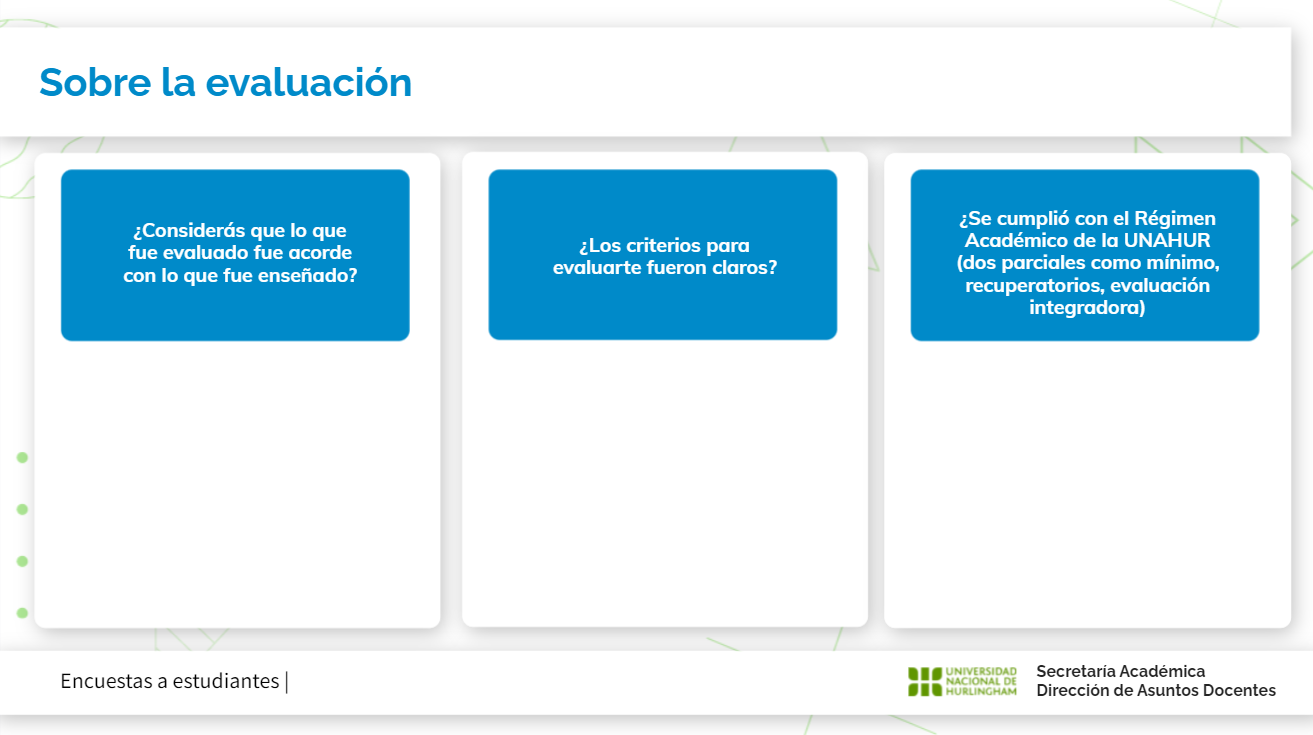 Sobre la evaluación
¿Considerás que lo que
fue evaluado fue acorde
con lo que fue enseñado?
¿Los criterios para
evaluarte fueron claros?
¿Se cumplió con el Régimen
Académico de la UNAHUR
(dos parciales como mínimo,
recuperatorios, evaluación
integradora)
Encuestas a estudiantes |
UNIVERSIDAD
NACIONAL DE
HURLINGHAM
Secretaría Académica
Dirección de Asuntos Docentes